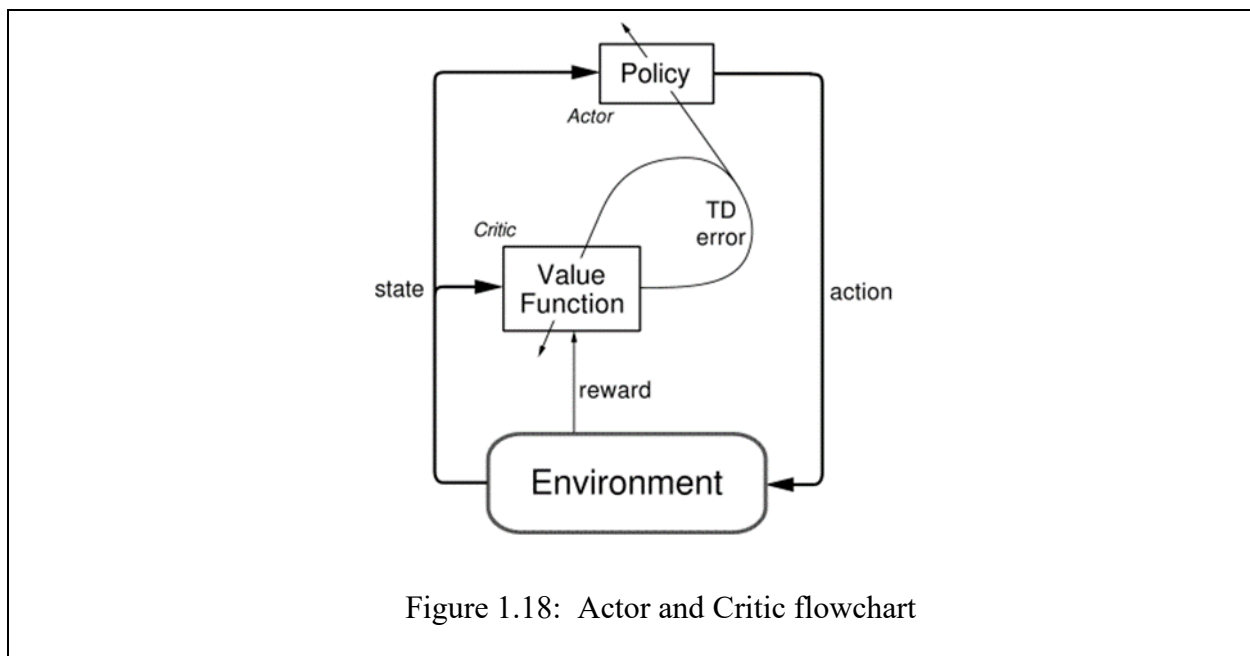 Policy
Actor
TD
error
Critic
Value
Function
state
action
reward
Environment
Figure 1.18: Actor and Critic flowchart